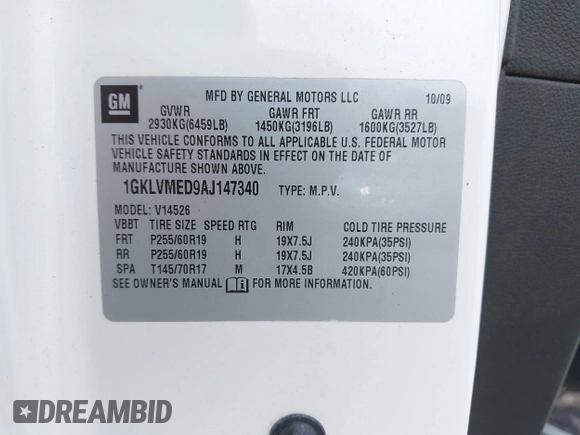 GM
MFD BY GENERAL MOTORS LLC 10/09
GVWR GAWR FRT GAWR RR
2930KG(6459LB) 1450KG(3196LB) 1600KG(3527LB)
THIS VEHICLE CONFORMS TO ALL APPLICABLE U.S. FEDERAL MOTOR
VEHICLE SAFETY STANDARDS IN EFFECT ON THE DATE OF
MANUFACTURE SHOWN ABOVE.
1GKLVMED9AJ147340 TYPE: M.P.V.
MODEL: V14526
VBBT TIRE SIZE SPEED RTG RIM COLD TIRE PRESSURE
FRT P255/60R19 H 19X7.5J 240KPA(35PSI)
RR P255/60R19 H 19X7.5J 240KPA(35PSI)
SPA T145/70R17 M 17X4.5B 420KPA(60PSI)
SEE OWNER'S MANUAL FOR MORE INFORMATION.
DREAMBID